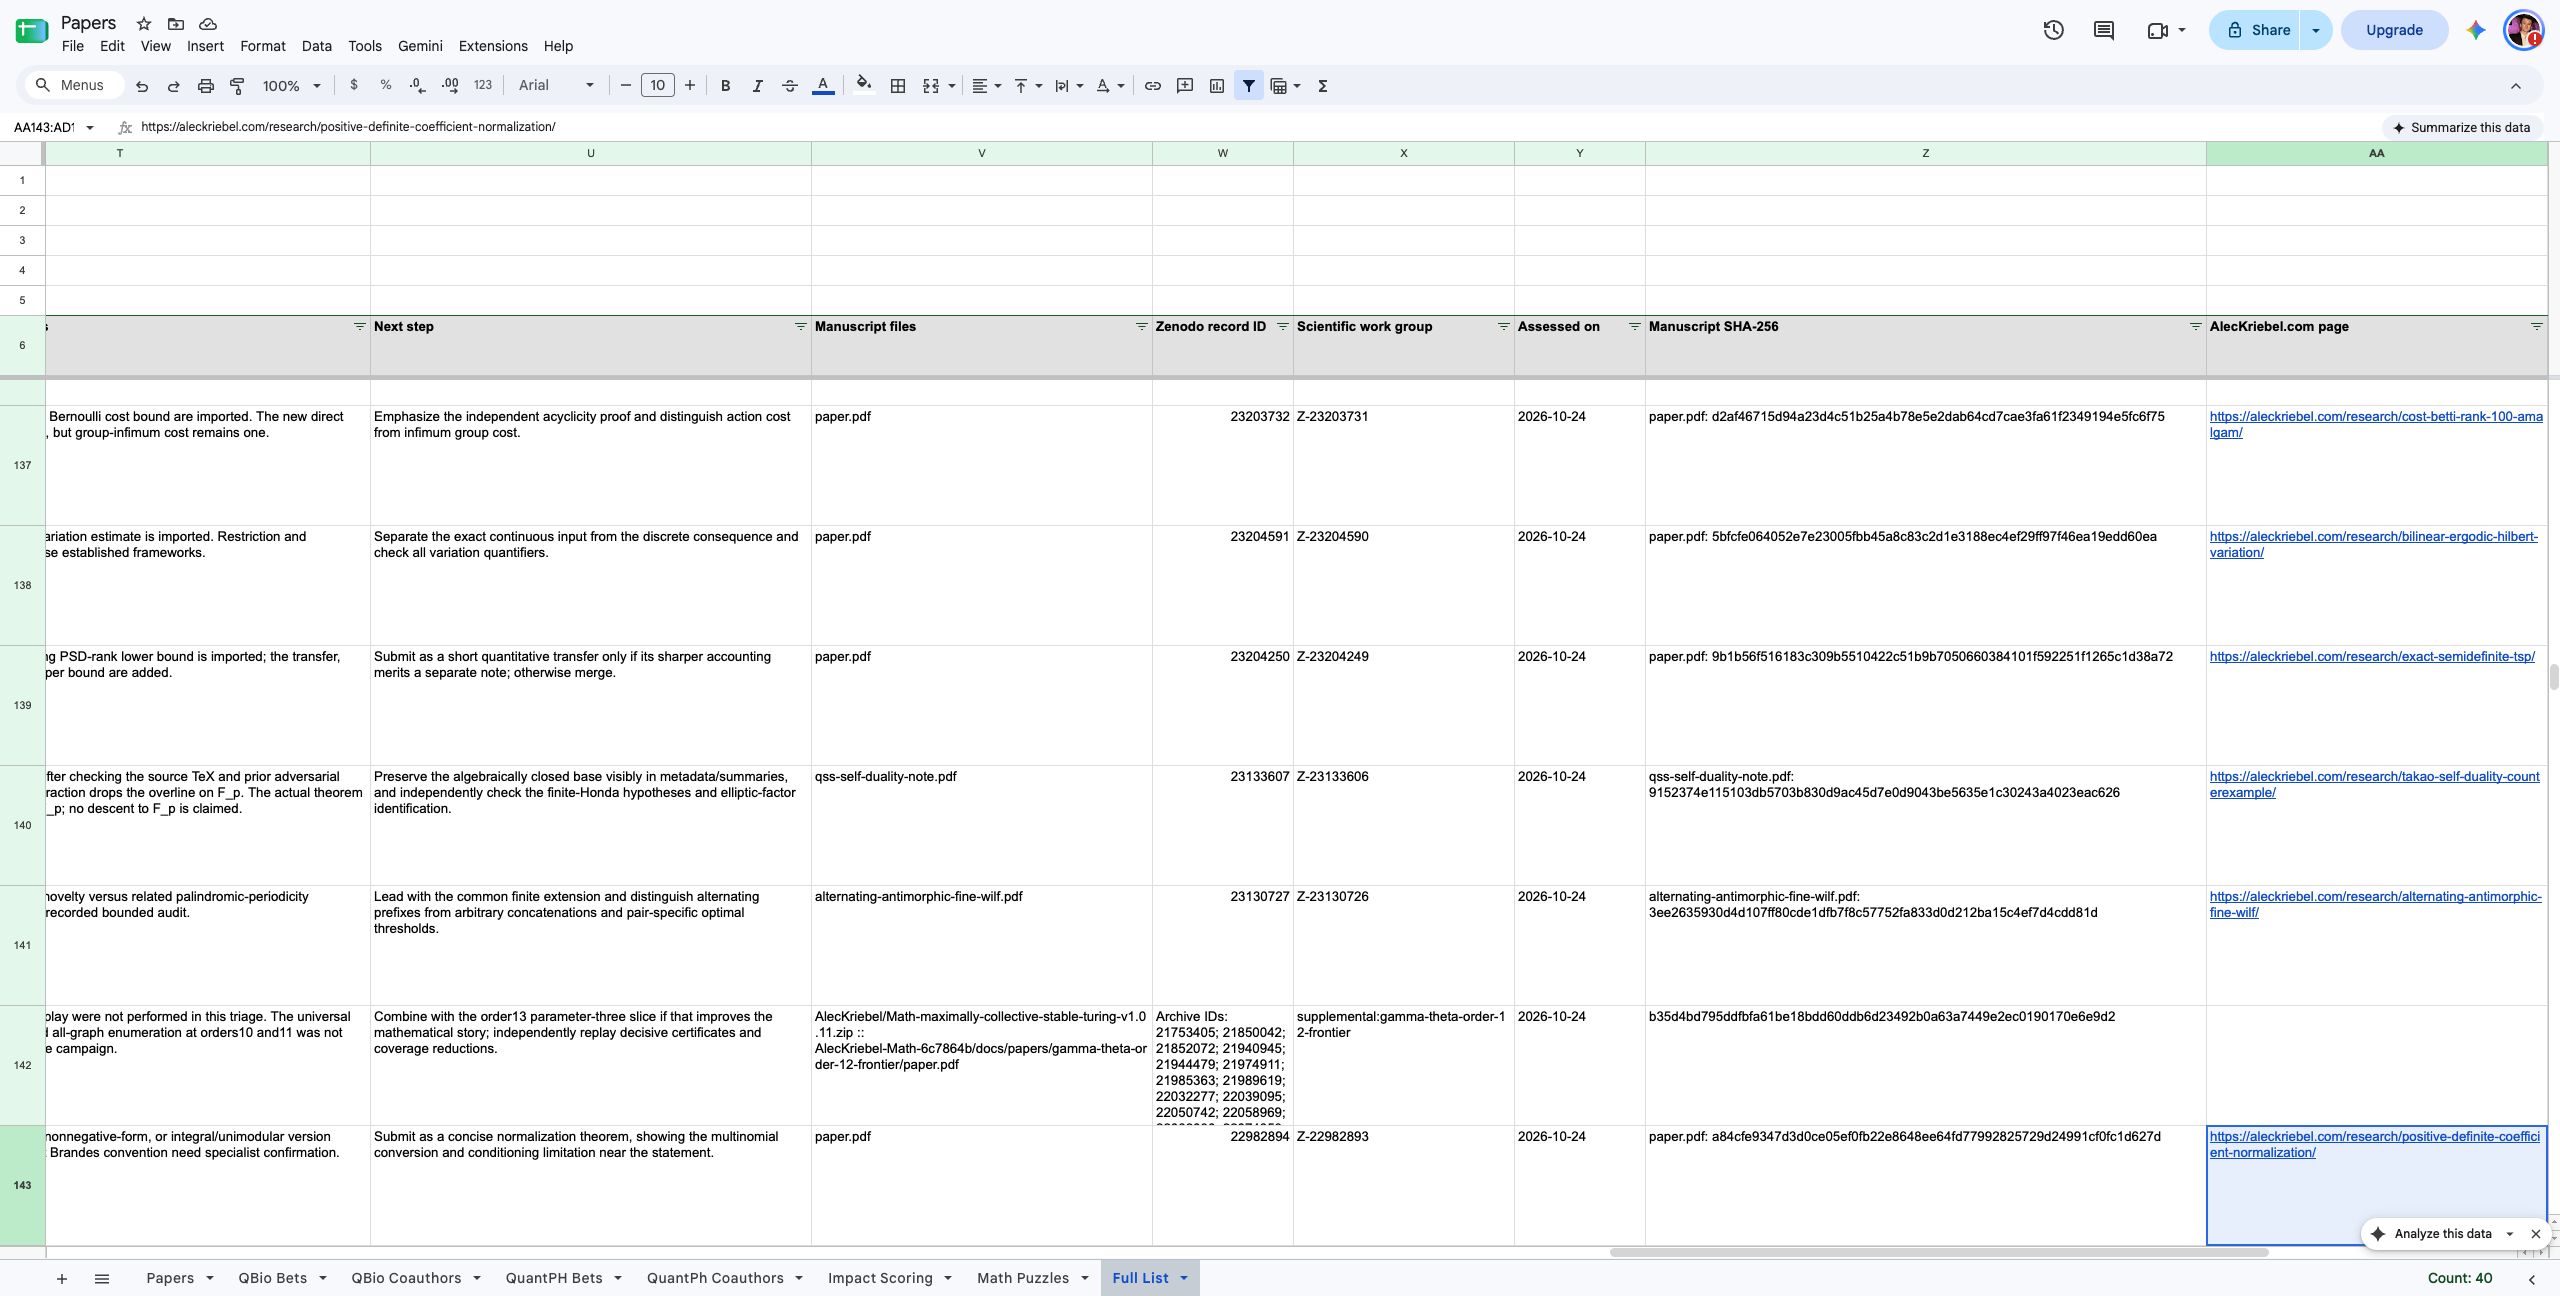 Papers
File Edit View Insert Format Data Tools Gemini Extensions Help
Share
Upgrade
Menus
100%
$ % .0 .00 123
Arial
10
B I A
AA143:AD1
fx https://aleckriebel.com/research/positive-definite-coefficient-normalization/
Summarize this data
T U V W X Y Z AA
1
2
3
4
5
6
s
Next step
Manuscript files
Zenodo record ID
Scientific work group
Assessed on
Manuscript SHA-256
AlecKriebel.com page
137
Bernoulli cost bound are imported. The new direct
, but group-infimum cost remains one.
Emphasize the independent acyclicity proof and distinguish action cost
from infimum group cost.
paper.pdf
23203732
Z-23203731
2026-10-24
paper.pdf: d2af46715d94a23d4c51b25a4b78e5e2dab64cd7cae3fa61f2349194e5fc6f75
https://aleckriebel.com/research/cost-betti-rank-100-ama
lgam/
138
ariation estimate is imported. Restriction and
se established frameworks.
Separate the exact continuous input from the discrete consequence and
check all variation quantifiers.
paper.pdf
23204591
Z-23204590
2026-10-24
paper.pdf: 5bfcfe064052e7e23005fbb45a8c83c2d1e3188ec4ef29ff97f46ea19edd60ea
https://aleckriebel.com/research/bilinear-ergodic-hilbert-
variation/
139
ng PSD-rank lower bound is imported; the transfer,
per bound are added.
Submit as a short quantitative transfer only if its sharper accounting
merits a separate note; otherwise merge.
paper.pdf
23204250
Z-23204249
2026-10-24
paper.pdf: 9b1b56f516183c309b5510422c51b9b7050660384101f592251f1265c1d38a72
https://aleckriebel.com/research/exact-semidefinite-tsp/
140
fter checking the source TeX and prior adversarial
raction drops the overline on F_p. The actual theorem
_p; no descent to F_p is claimed.
Preserve the algebraically closed base visibly in metadata/summaries,
and independently check the finite-Honda hypotheses and elliptic-factor
identification.
qss-self-duality-note.pdf
23133607
Z-23133606
2026-10-24
qss-self-duality-note.pdf:
9152374e115103db5703b830d9ac45d7e0d9043be5635e1c30243a4023eac626
https://aleckriebel.com/research/takao-self-duality-count
erexample/
141
novelty versus related palindromic-periodicity
recorded bounded audit.
Lead with the common finite extension and distinguish alternating
prefixes from arbitrary concatenations and pair-specific optimal
thresholds.
alternating-antimorphic-fine-wilf.pdf
23130727
Z-23130726
2026-10-24
alternating-antimorphic-fine-wilf.pdf:
3ee2635930d4d107ff80cde1dfb7f8c57752fa833d0d212ba15c4ef7d4cdd81d
https://aleckriebel.com/research/alternating-antimorphic-
fine-wilf/
142
play were not performed in this triage. The universal
d all-graph enumeration at orders10 and11 was not
e campaign.
Combine with the order13 parameter-three slice if that improves the
mathematical story; independently replay decisive certificates and
coverage reductions.
AlecKriebel/Math-maximally-collective-stable-turing-v1.0
.11.zip ::
AlecKriebel-Math-6c7864b/docs/papers/gamma-theta-or
der-12-frontier/paper.pdf
Archive IDs:
21753405; 21850042;
21852072; 21940945;
21944479; 21974911;
21985363; 21989619;
22032277; 22039095;
22050742; 22058969;
supplemental:gamma-theta-order-1
2-frontier
2026-10-24
b35d4bd795ddfbfa61be18bdd60ddb6d23492b0a63a7449e2ec0190170e6e9d2
143
nonnegative-form, or integral/unimodular version
Brandes convention need specialist confirmation.
Submit as a concise normalization theorem, showing the multinomial
conversion and conditioning limitation near the statement.
paper.pdf
22982894
Z-22982893
2026-10-24
paper.pdf: a84cfe9347d3d0ce05ef0fb22e8648ee64fd77992825729d24991cf0fc1d627d
https://aleckriebel.com/research/positive-definite-coeffici
ent-normalization/
Analyze this data
Papers QBio Bets QBio Coauthors QuantPH Bets QuantPh Coauthors Impact Scoring Math Puzzles Full List
Count: 40